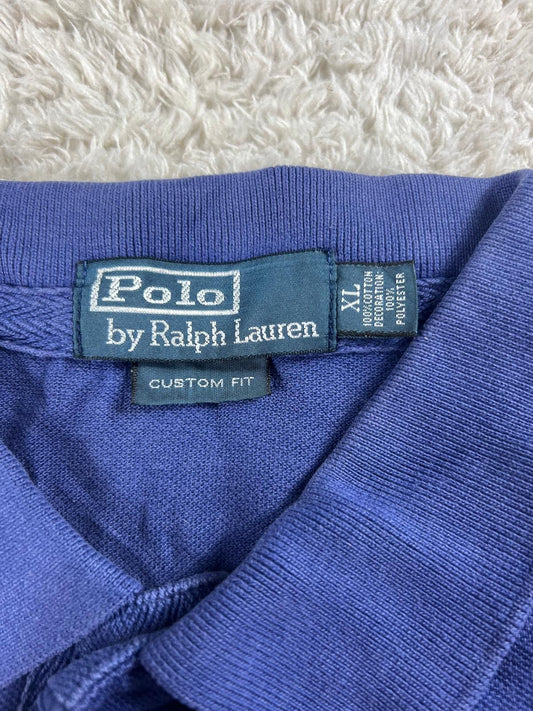 Polo
by Ralph Lauren
CUSTOM FIT
XL
100%COTTON
DECORATION:
100%
POLYESTER